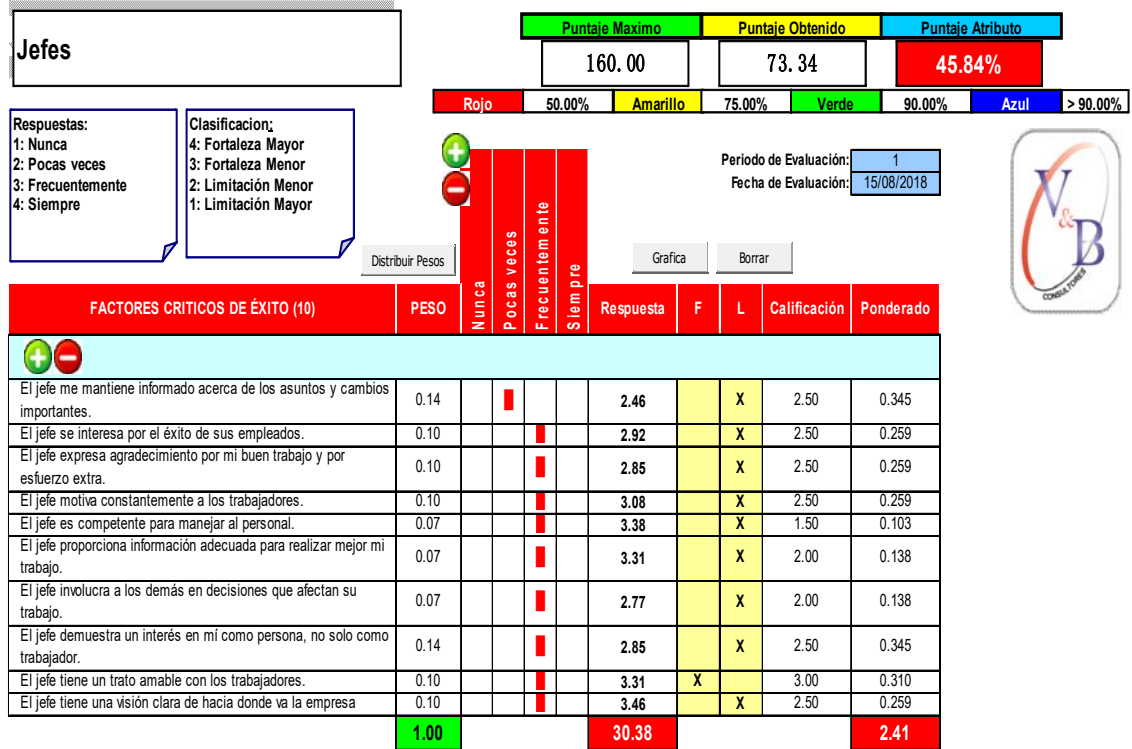 Jefes
Puntaje Maximo Puntaje Obtenido Puntaje Atributo
160.00 73.34 45.84%
Rojo 50.00% Amarillo 75.00% Verde 90.00% Azul > 90.00%
Respuestas:
1: Nunca
2: Pocas veces
3: Frecuentemente
4: Siempre
Clasificacion:
4: Fortaleza Mayor
3: Fortaleza Menor
2: Limitación Menor
1: Limitación Mayor
Periodo de Evaluación: 1
Fecha de Evaluación: 15/08/2018
V&B
CONSULTORES
Distribuir Pesos
Grafica
Borrar
FACTORES CRITICOS DE ÉXITO (10) PESO Nunca Pocas veces Frecuentemente Siempre Respuesta F L Calificación Ponderado
El jefe me mantiene informado acerca de los asuntos y cambios
importantes. 0.14 2.46 X 2.50 0.345
El jefe se interesa por el éxito de sus empleados. 0.10 2.92 X 2.50 0.259
El jefe expresa agradecimiento por mi buen trabajo y por
esfuerzo extra. 0.10 2.85 X 2.50 0.259
El jefe motiva constantemente a los trabajadores. 0.10 3.08 X 2.50 0.259
El jefe es competente para manejar al personal. 0.07 3.38 X 1.50 0.103
El jefe proporciona información adecuada para realizar mejor mi
trabajo. 0.07 3.31 X 2.00 0.138
El jefe involucra a los demás en decisiones que afectan su
trabajo. 0.07 2.77 X 2.00 0.138
El jefe demuestra un interés en mí como persona, no solo como
trabajador. 0.14 2.85 X 2.50 0.345
El jefe tiene un trato amable con los trabajadores. 0.10 3.31 X 3.00 0.310
El jefe tiene una visión clara de hacia donde va la empresa 0.10 3.46 X 2.50 0.259
1.00 30.38 2.41